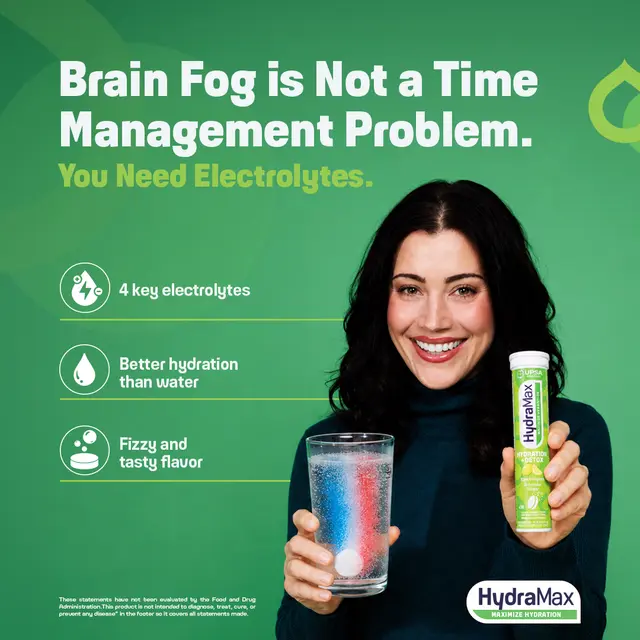 Brain Fog is Not a Time
Management Problem.
You Need Electrolytes.
4 key electrolytes
Better hydration
than water
Fizzy and
tasty flavor
UPSA
HydraMax
HYDRATION
+DETOX
These statements have not been evaluated by the Food and Drug
Administration.This product is not intended to diagnose, treat, cure, or
prevent any disease" in the footer so it covers all statements made.
HydraMax
MAXIMIZE HYDRATION